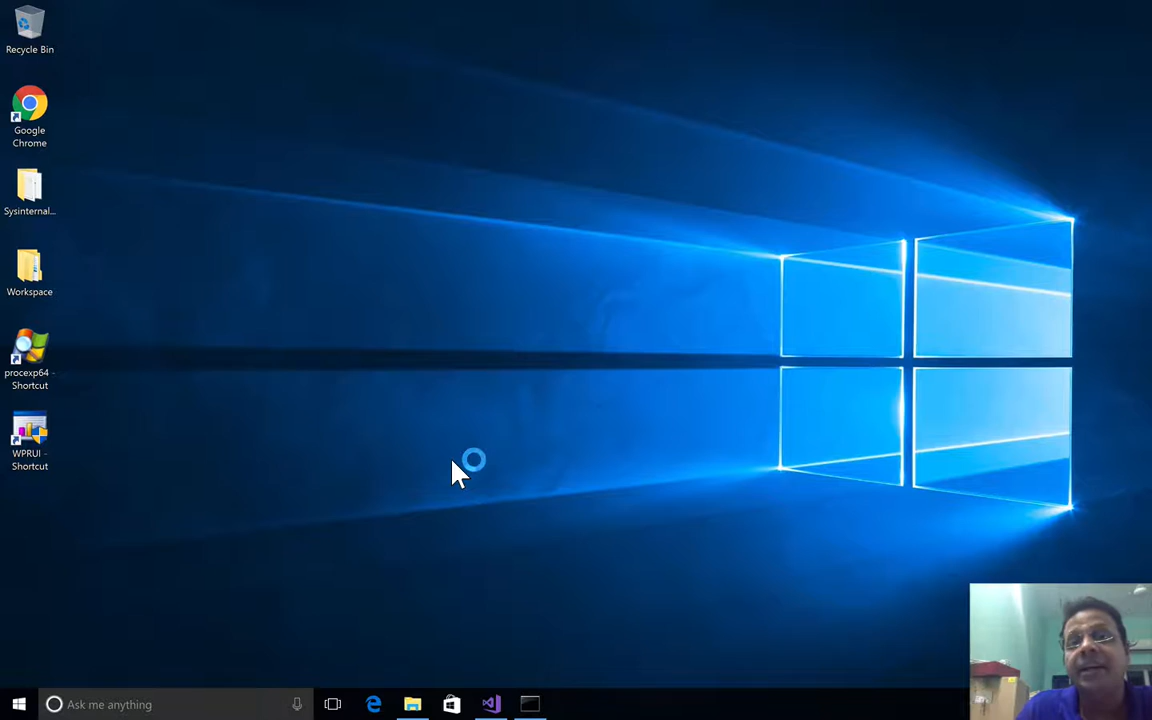 Recycle Bin
Google
Chrome
Sysinternal...
Workspace
procexp64 -
Shortcut
WPRUI -
Shortcut
Ask me anything